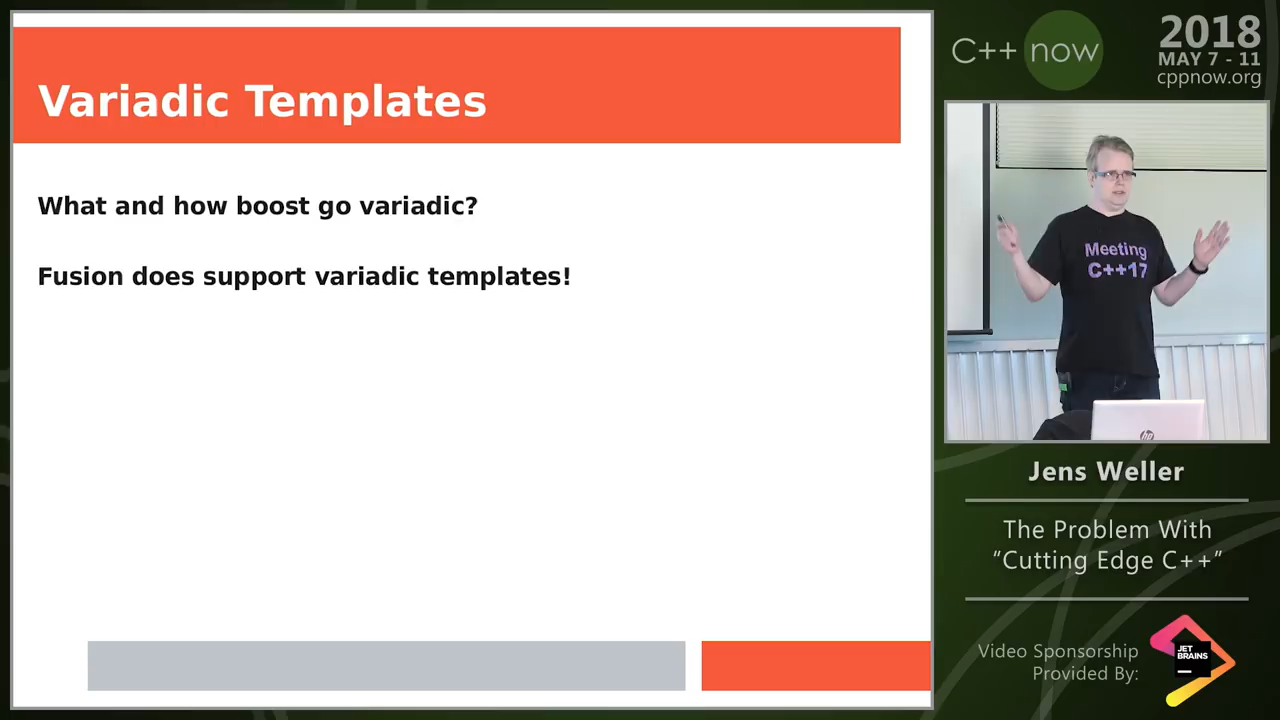 Variadic Templates
What and how boost go variadic?
Fusion does support variadic templates!
C++ now
2018
MAY 7 - 11
cppnow.org
Meeting
C++17
hp
Jens Weller
The Problem With
“Cutting Edge C++”
Video Sponsorship
Provided By:
JET
BRAINS